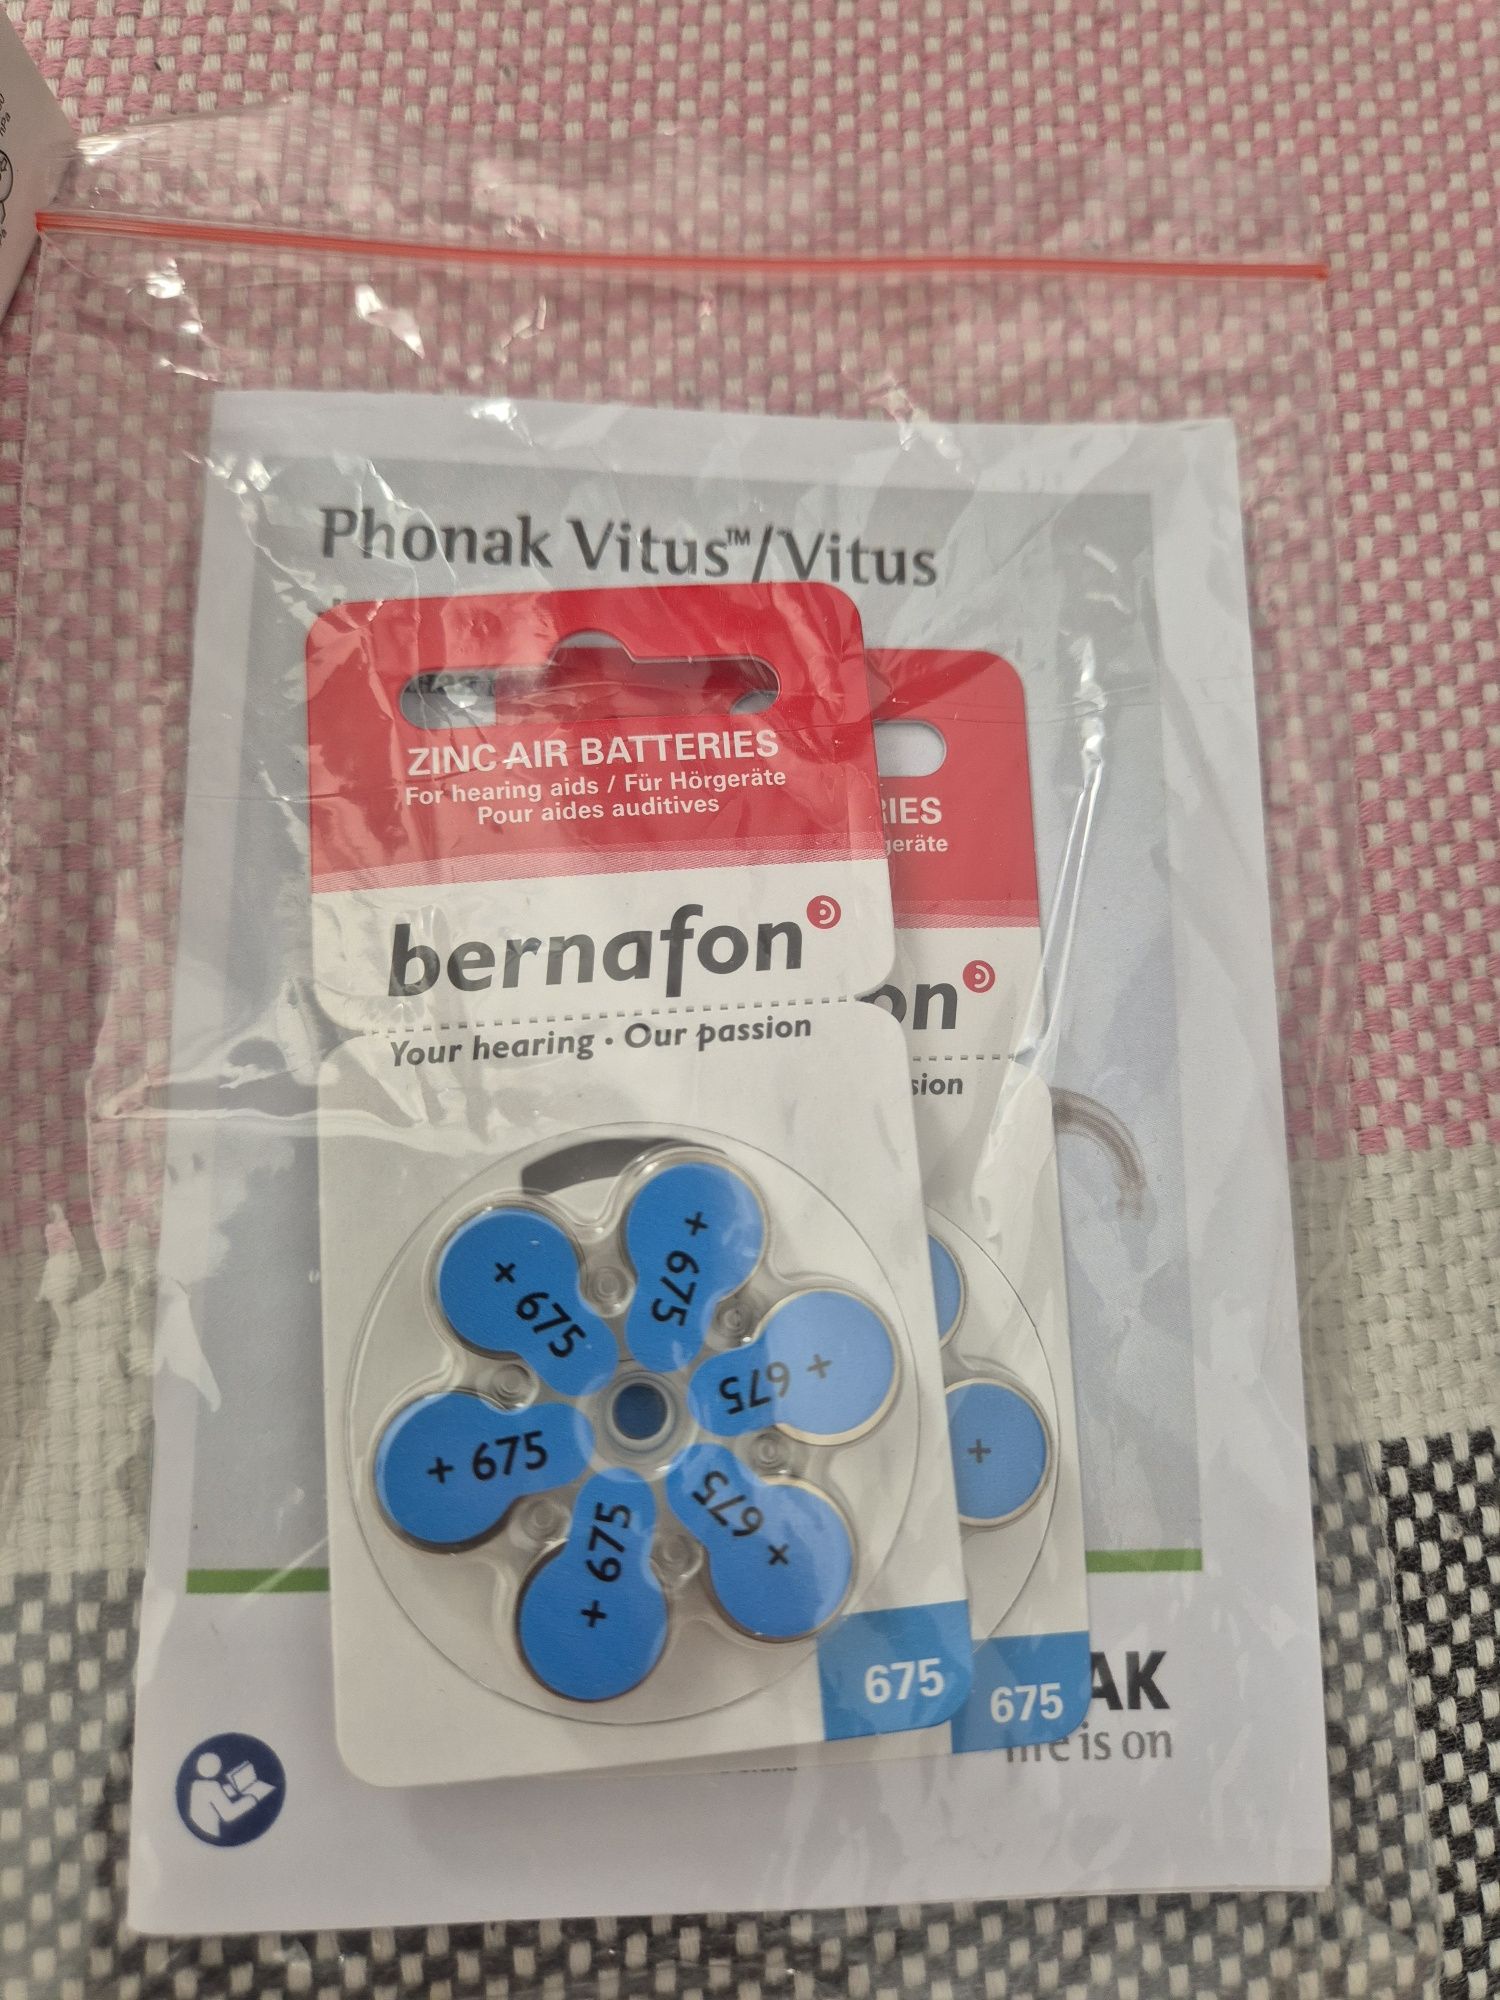 Phonak Vitus™/Vitus
ZINC AIR BATTERIES
For hearing aids / Für Hörgeräte
Pour aides auditives
RIES
geräte
bernafon
on
Your hearing · Our passion
sion
+ 675
+ 675
+ 675
+ 675
+ 675
+ 675
+
675
675
AK
life is on